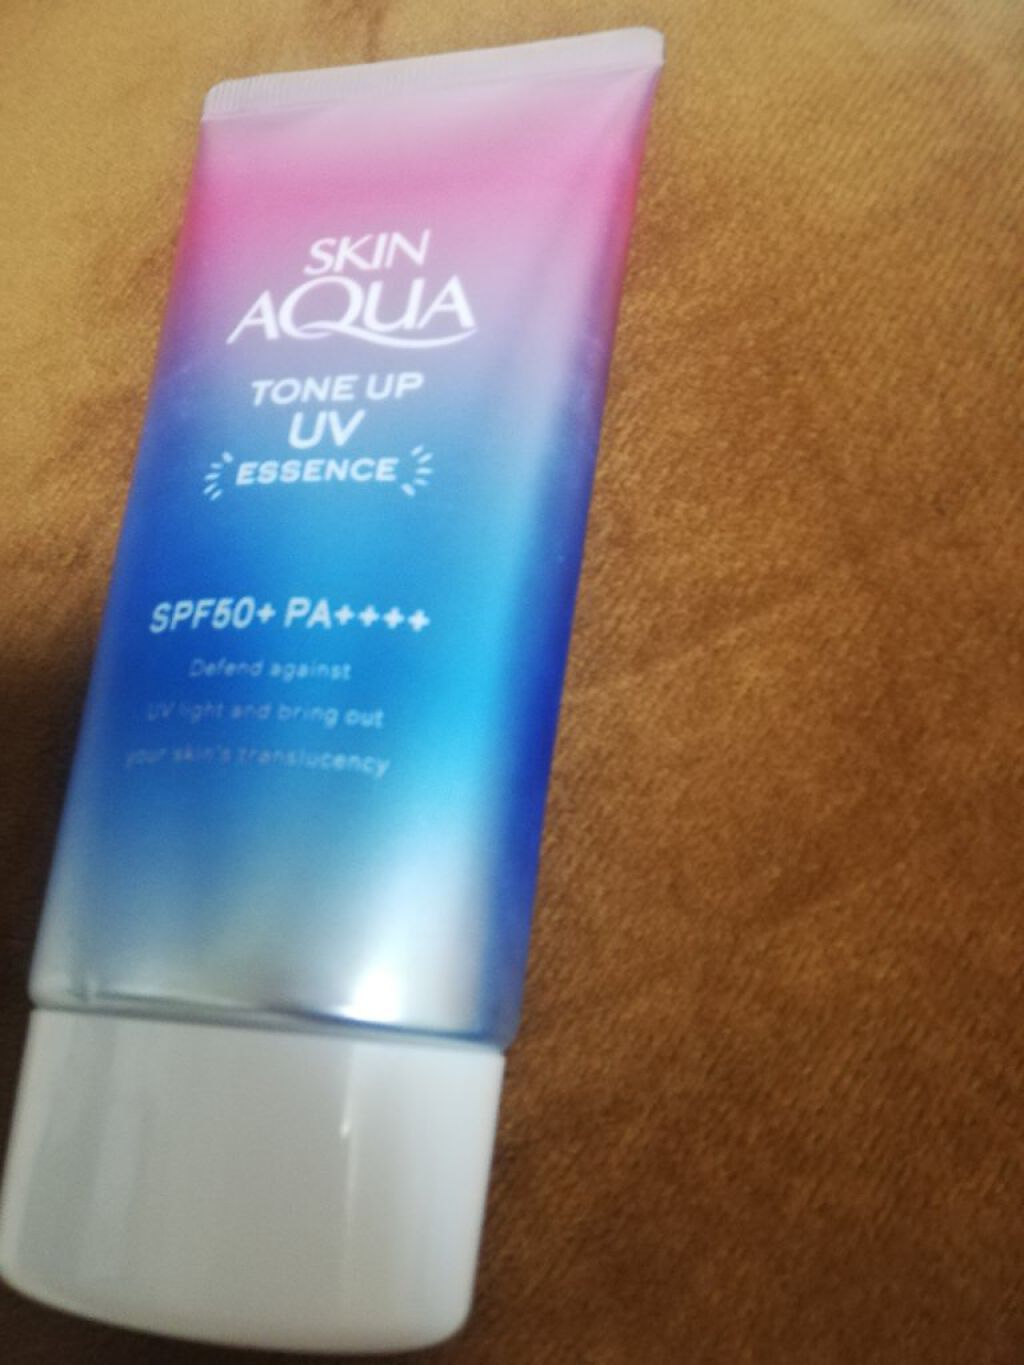 SKIN
AQUA
TONE UP
UV
ESSENCE
SPF50+ PA++++
Defend against
UV light and bring out
your skin's translucency